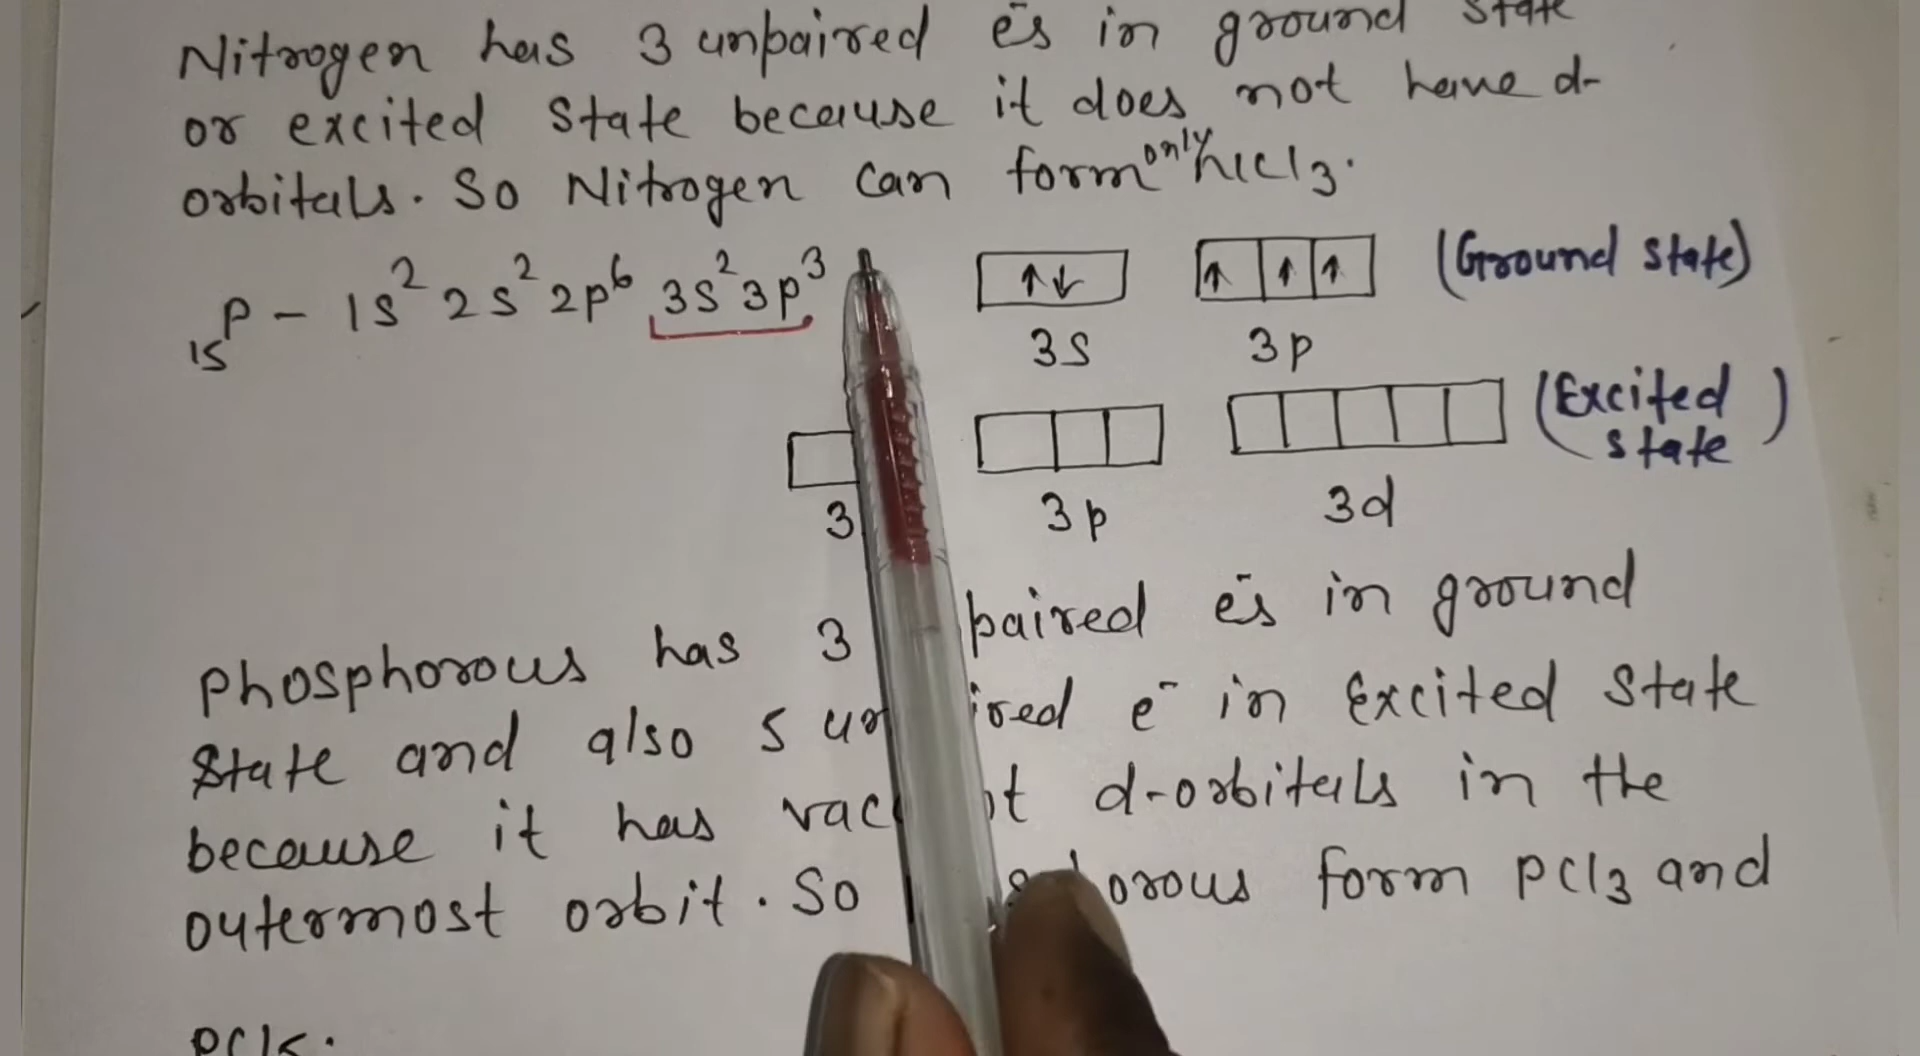 Nitrogen has 3 unpaired e⁻s in ground state
or excited state because it does not have d-
orbitals. So Nitrogen can form only NCl3.
15P - 1s² 2s² 2p⁶ 3s² 3p³ ↑↓ ↑ ↑ ↑ (Ground state)
3s 3p
(Excited
state)
3 3p 3d
Phosphorous has 3 paired e⁻s in ground
state and also 5 e⁻ in Excited state
because it has d-orbitals in the
outermost orbit. So form PCl3 and
PCl5.